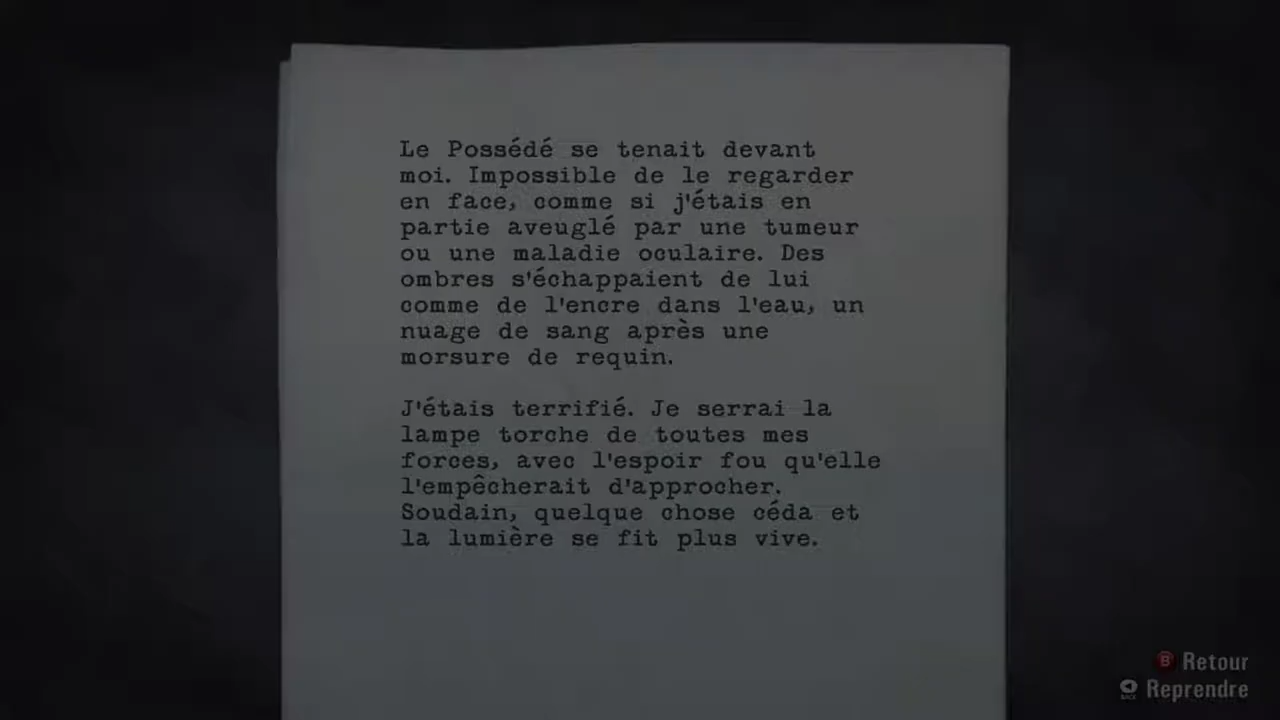 Le Possédé se tenait devant
moi. Impossible de le regarder
en face, comme si j'étais en
partie aveuglé par une tumeur
ou une maladie oculaire. Des
ombres s'échappaient de lui
comme de l'encre dans l'eau, un
nuage de sang après une
morsure de requin.
J'étais terrifié. Je serrai la
lampe torche de toutes mes
forces, avec l'espoir fou qu'elle
l'empêcherait d'approcher.
Soudain, quelque chose céda et
la lumière se fit plus vive.
B Retour
BACK Reprendre